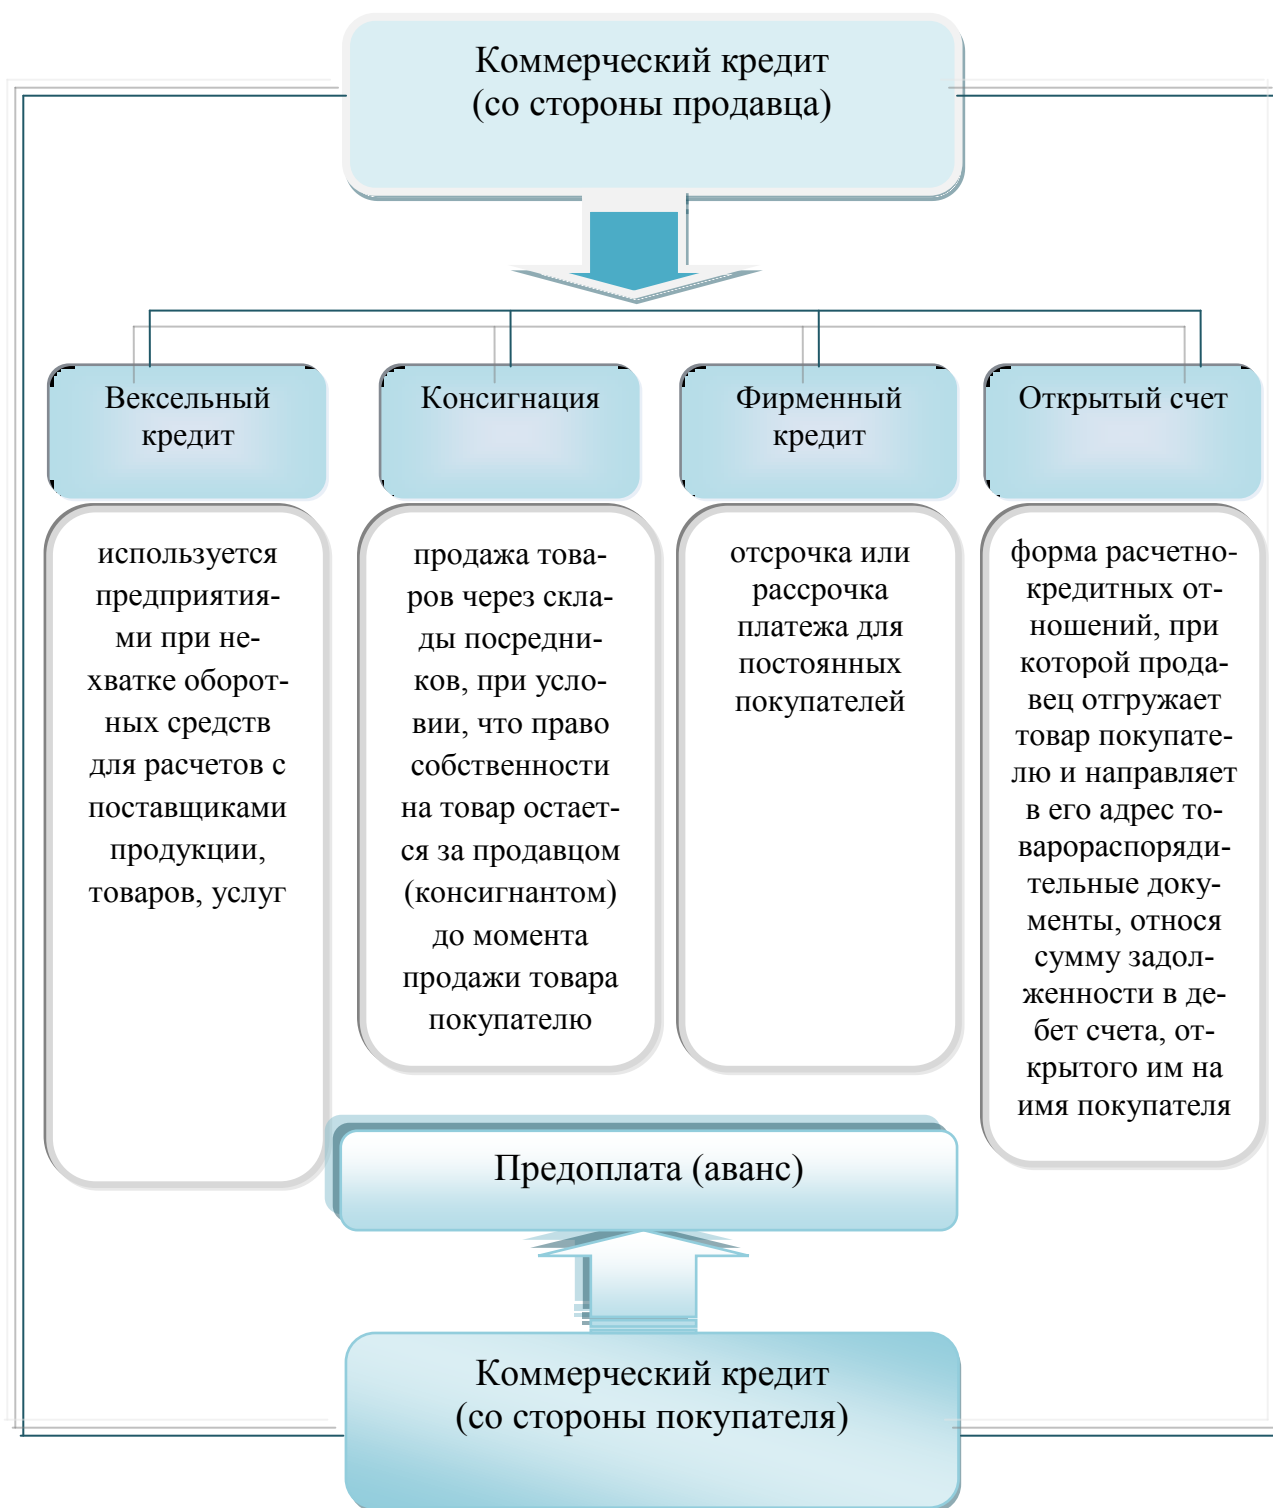 Коммерческий кредит
(со стороны продавца)
Вексельный
кредит
Консигнация
Фирменный
кредит
Открытый счет
используется
предприятия-
ми при не-
хватке оборот-
ных средств
для расчетов с
поставщиками
продукции,
товаров, услуг
продажа това-
ров через скла-
ды посредни-
ков, при усло-
вии, что право
собственности
на товар остает-
ся за продавцом
(консигнантом)
до момента
продажи товара
покупателю
отсрочка или
рассрочка
платежа для
постоянных
покупателей
форма расчетно-
кредитных от-
ношений, при
которой прода-
вец отгружает
товар покупате-
лю и направляет
в его адрес то-
варораспоряди-
тельные доку-
менты, относя
сумму задол-
женности в де-
бет счета, от-
крытого им на
имя покупателя
Предоплата (аванс)
Коммерческий кредит
(со стороны покупателя)